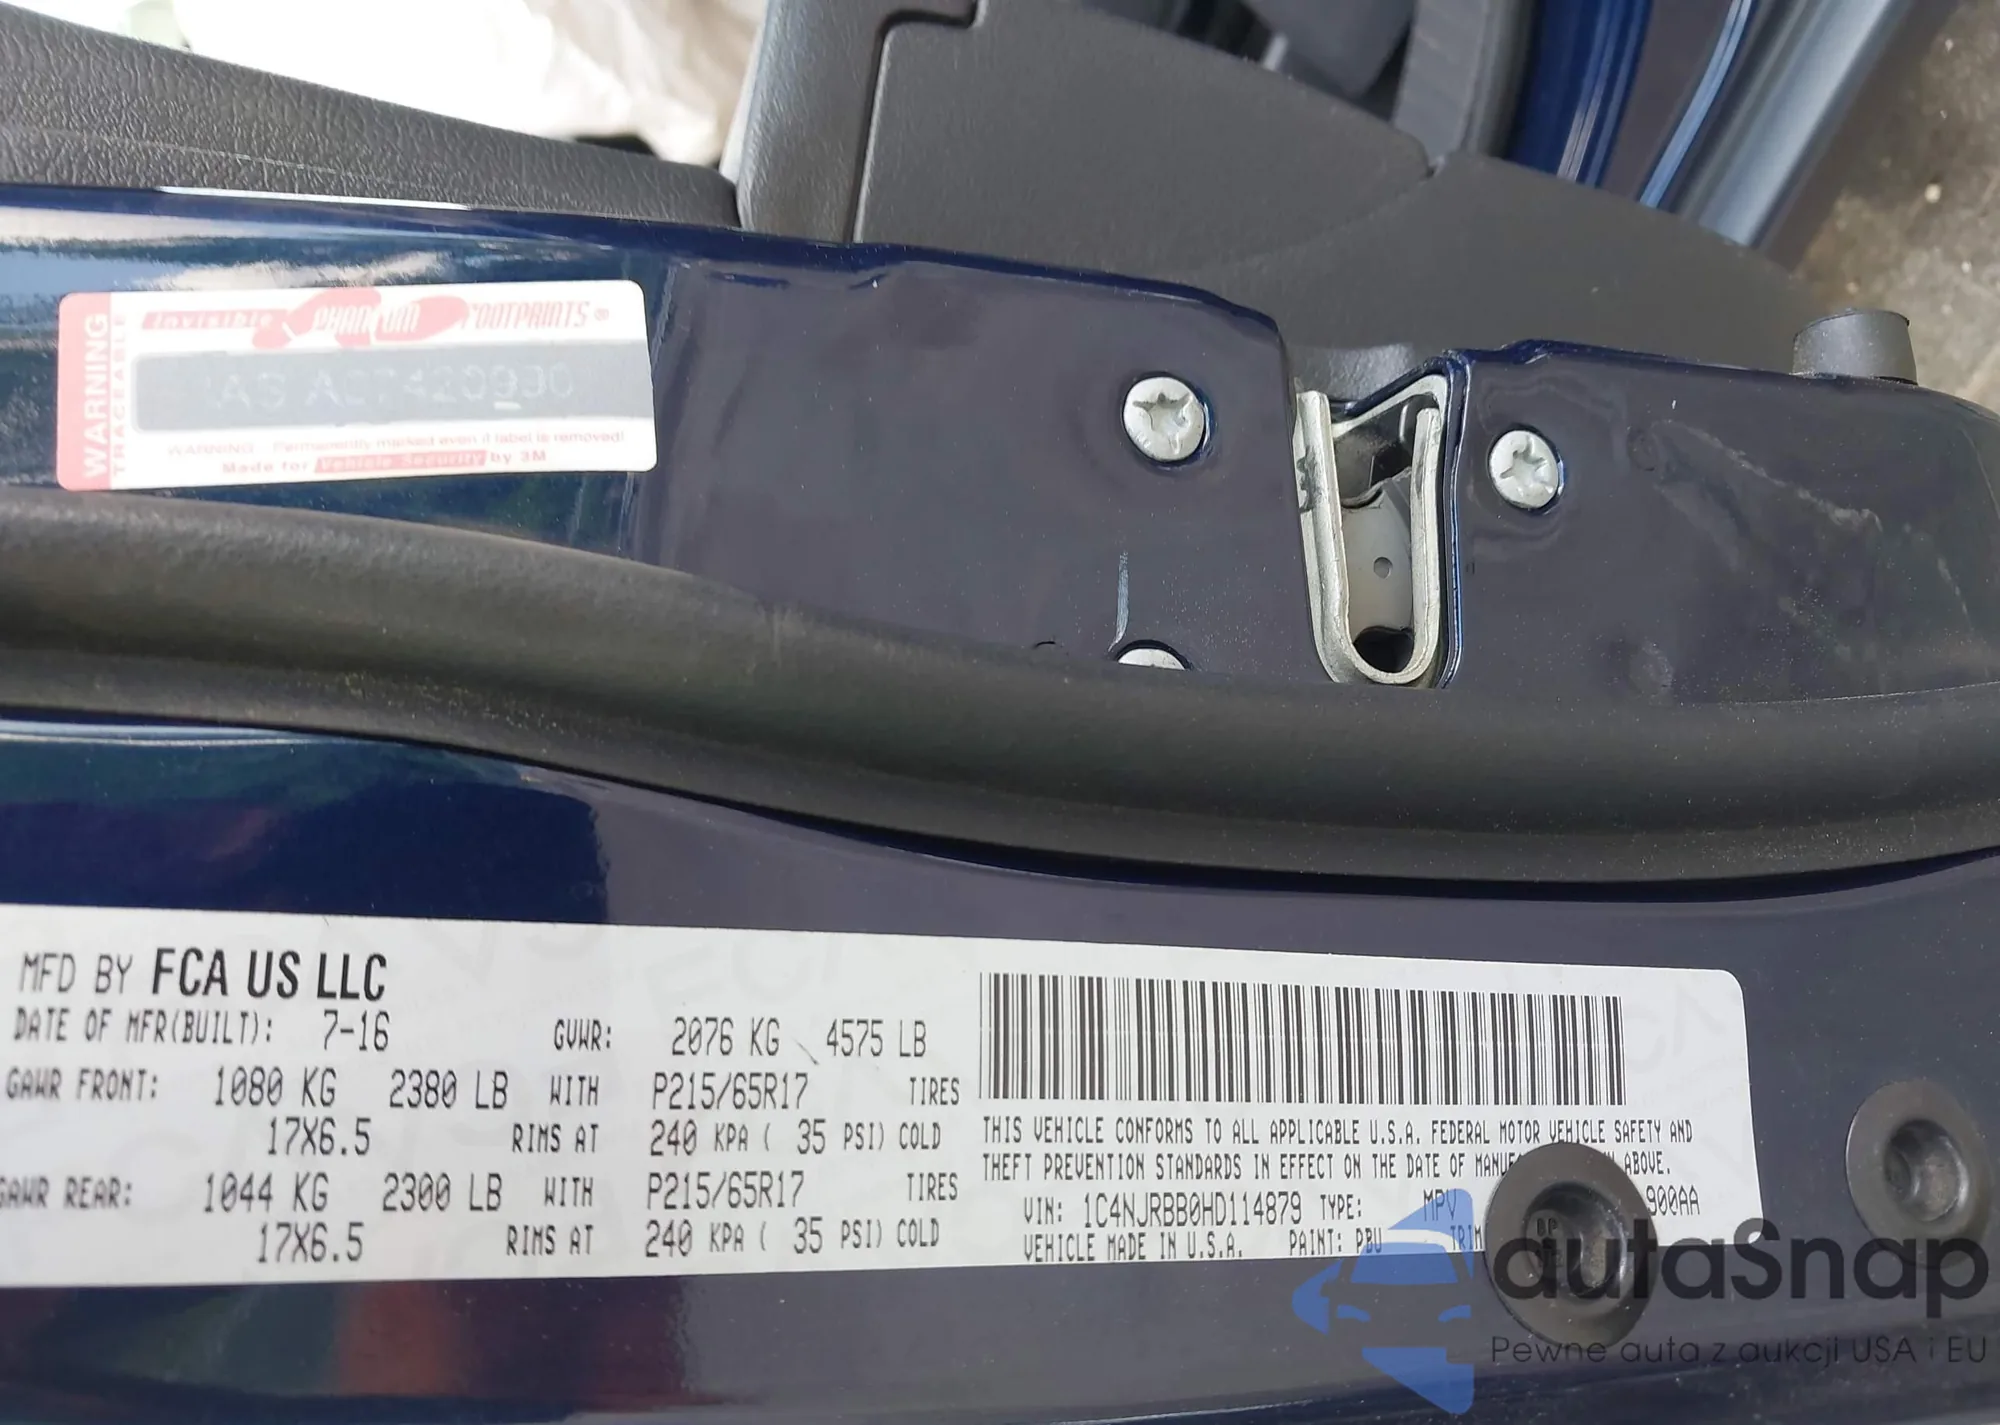 WARNING
TRACEABLE
Invisible PHANTOM FOOTPRINTS ®
WARNING - Permanently marked even if label is removed!
Made for Vehicle Security by 3M
MFD BY FCA US LLC
DATE OF MFR(BUILT): 7-16 GVWR: 2076 KG 4575 LB
GAWR FRONT: 1080 KG 2380 LB WITH P215/65R17 TIRES
17X6.5 RIMS AT 240 KPA ( 35 PSI) COLD
GAWR REAR: 1044 KG 2300 LB WITH P215/65R17 TIRES
17X6.5 RIMS AT 240 KPA ( 35 PSI) COLD
THIS VEHICLE CONFORMS TO ALL APPLICABLE U.S.A. FEDERAL MOTOR VEHICLE SAFETY AND
THEFT PREVENTION STANDARDS IN EFFECT ON THE DATE OF ABOVE.
VIN: 1C4NJRBB0HD114879 TYPE: MPV 900AA
VEHICLE MADE IN U.S.A. PAINT: PBU TRIM
autaSnap
Pewne auta z aukcji USA i EU